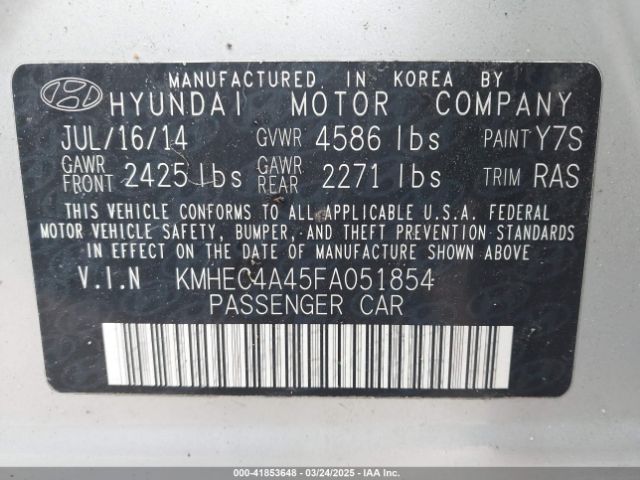 MANUFACTURED IN KOREA BY
HYUNDAI MOTOR COMPANY
JUL/16/14 GVWR 4586 lbs PAINT Y7S
GAWR FRONT 2425 lbs GAWR REAR 2271 lbs TRIM RAS
THIS VEHICLE CONFORMS TO ALL APPLICABLE U.S.A. FEDERAL
MOTOR VEHICLE SAFETY, BUMPER, AND THEFT PREVENTION STANDARDS
IN EFFECT ON THE DATE OF MANUFACTURE SHOWN ABOVE
V.I.N KMHEC4A45FA051854
PASSENGER CAR
000-41853648 - 03/24/2025 - IAAI.COM